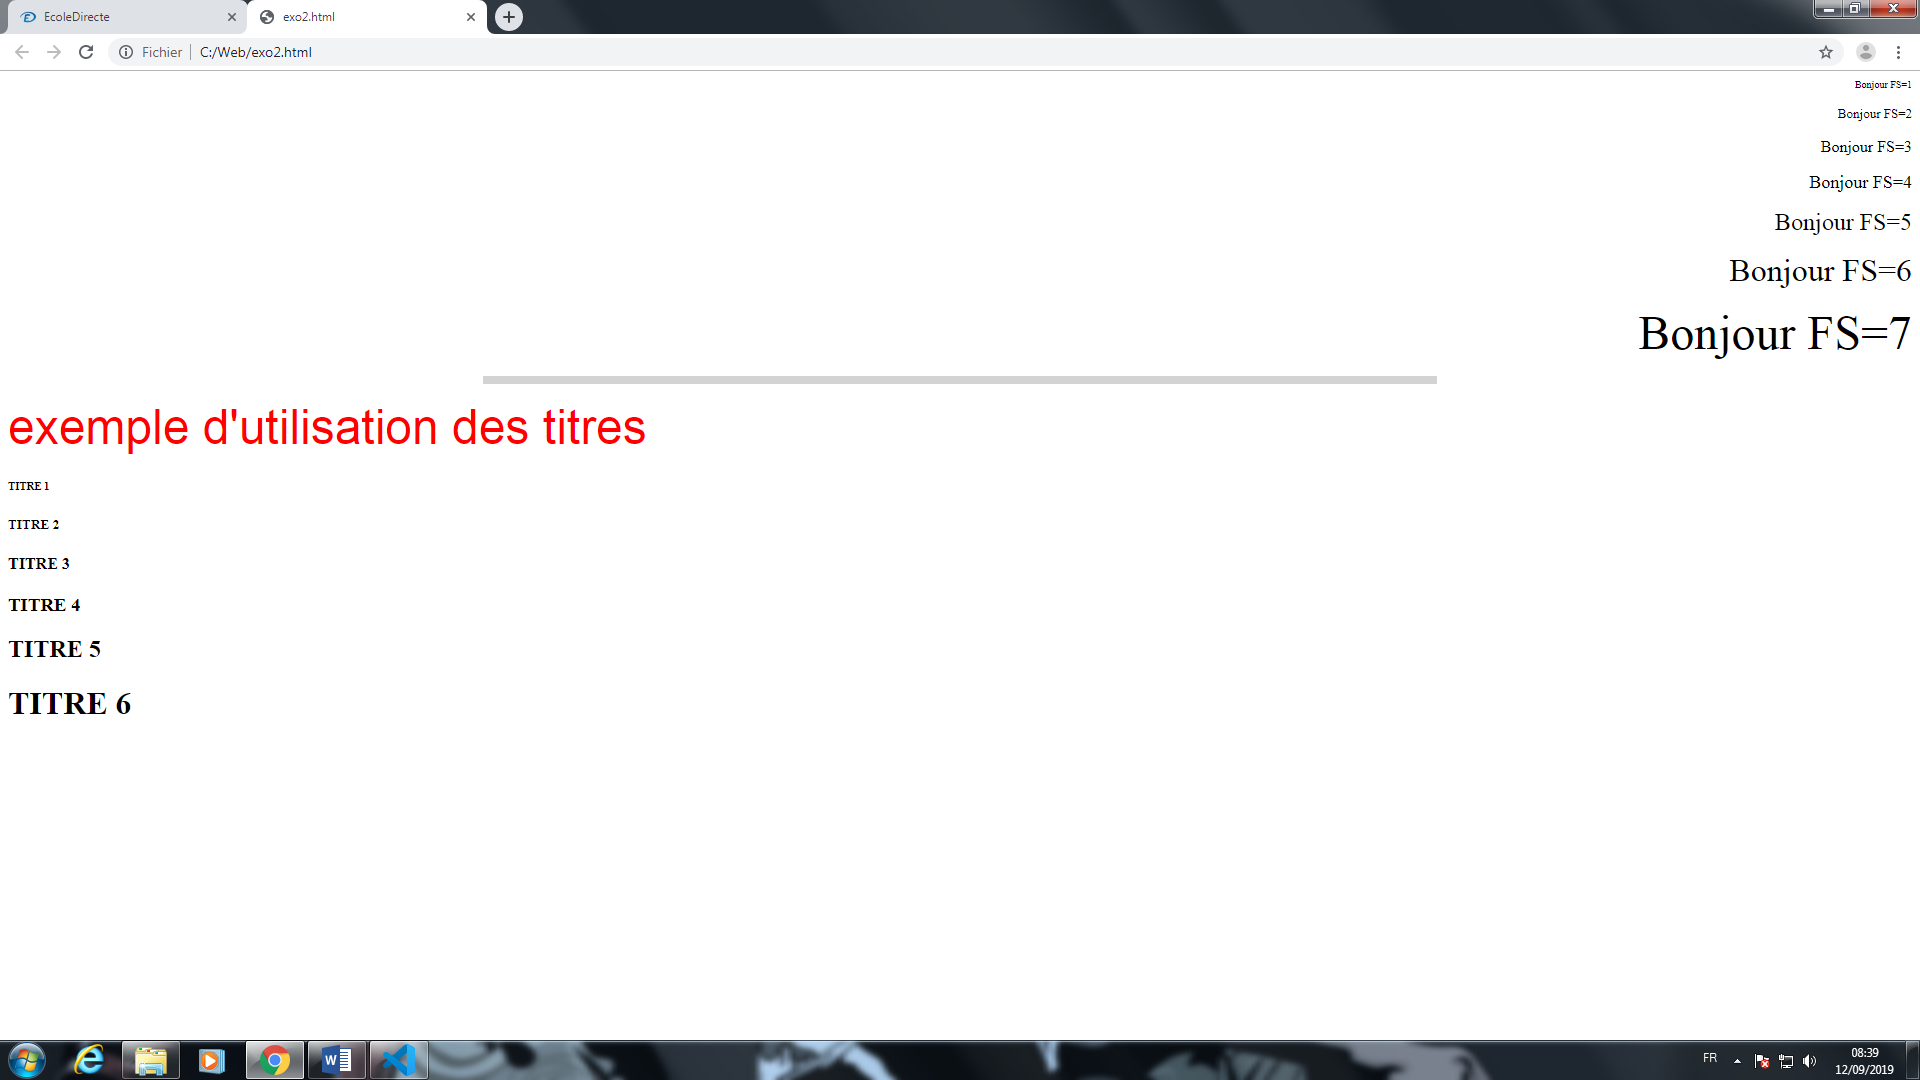 EcoleDirecte
exo2.html
Fichier
C:/Web/exo2.html
Bonjour FS=1
Bonjour FS=2
Bonjour FS=3
Bonjour FS=4
Bonjour FS=5
Bonjour FS=6
Bonjour FS=7
exemple d'utilisation des titres
TITRE 1
TITRE 2
TITRE 3
TITRE 4
TITRE 5
TITRE 6
FR
08:39
12/09/2019